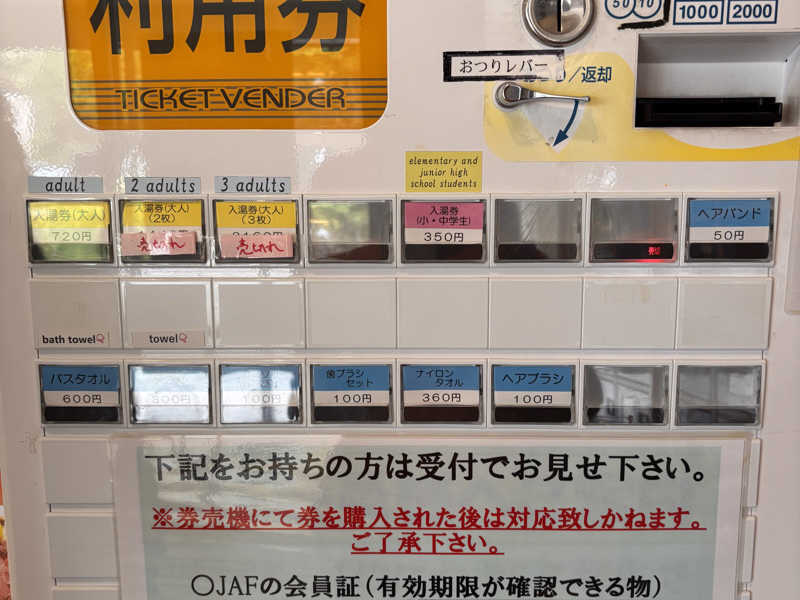 利用券
TICKET VENDER
50 10
1000 2000
おつりレバー
/返却
elementary and
junior high
school students
adult
2 adults
3 adults
入湯券(大人)
720円
入湯券(大人)
(2枚)
売切れ
入湯券(大人)
(3枚)
売切れ
入湯券
(小・中学生)
350円
売切
ヘアバンド
50円
bath towel
towel
バスタオル
600円
100円
歯ブラシ
セット
100円
ナイロン
タオル
360円
ヘアブラシ
100円
下記をお持ちの方は受付でお見せ下さい。
※券売機にて券を購入された後は対応致しかねます。
ご了承下さい。
〇JAFの会員証(有効期限が確認できる物)